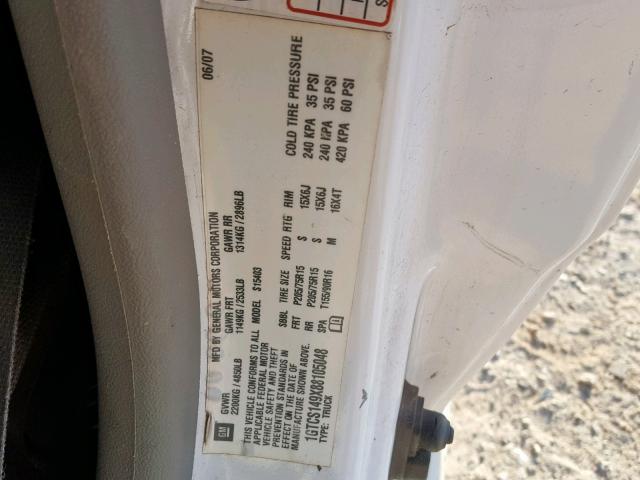 GM MFD BY GENERAL MOTORS CORPORATION 06/07
GVWR GAWR FRT GAWR RR
2200KG / 4850LB 1149KG / 2533LB 1314KG / 2896LB
THIS VEHICLE CONFORMS TO ALL MODEL S15403
APPLICABLE FEDERAL MOTOR
VEHICLE SAFETY AND THEFT
PREVENTION STANDARDS IN
EFFECT ON THE DATE OF
MANUFACTURE SHOWN ABOVE.
1GTCS149X88105048
TYPE: TRUCK
SBBL TIRE SIZE SPEED RTG RIM COLD TIRE PRESSURE
FRT P205/75R15 S 15X6J 240 KPA 35 PSI
RR P205/75R15 S 15X6J 240 KPA 35 PSI
SPA T155/90R16 M 16X4T 420 KPA 60 PSI